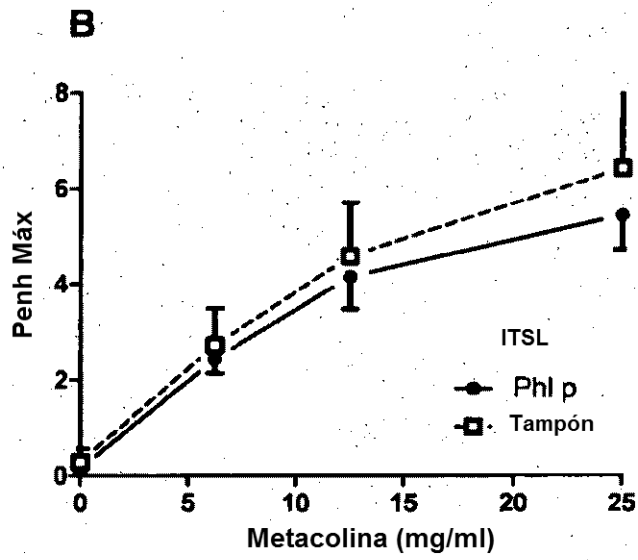 B
8
6
4
2
0
Penh Máx
ITSL
Phl p
Tampón
0 5 10 15 20 25
Metacolina (mg/ml)